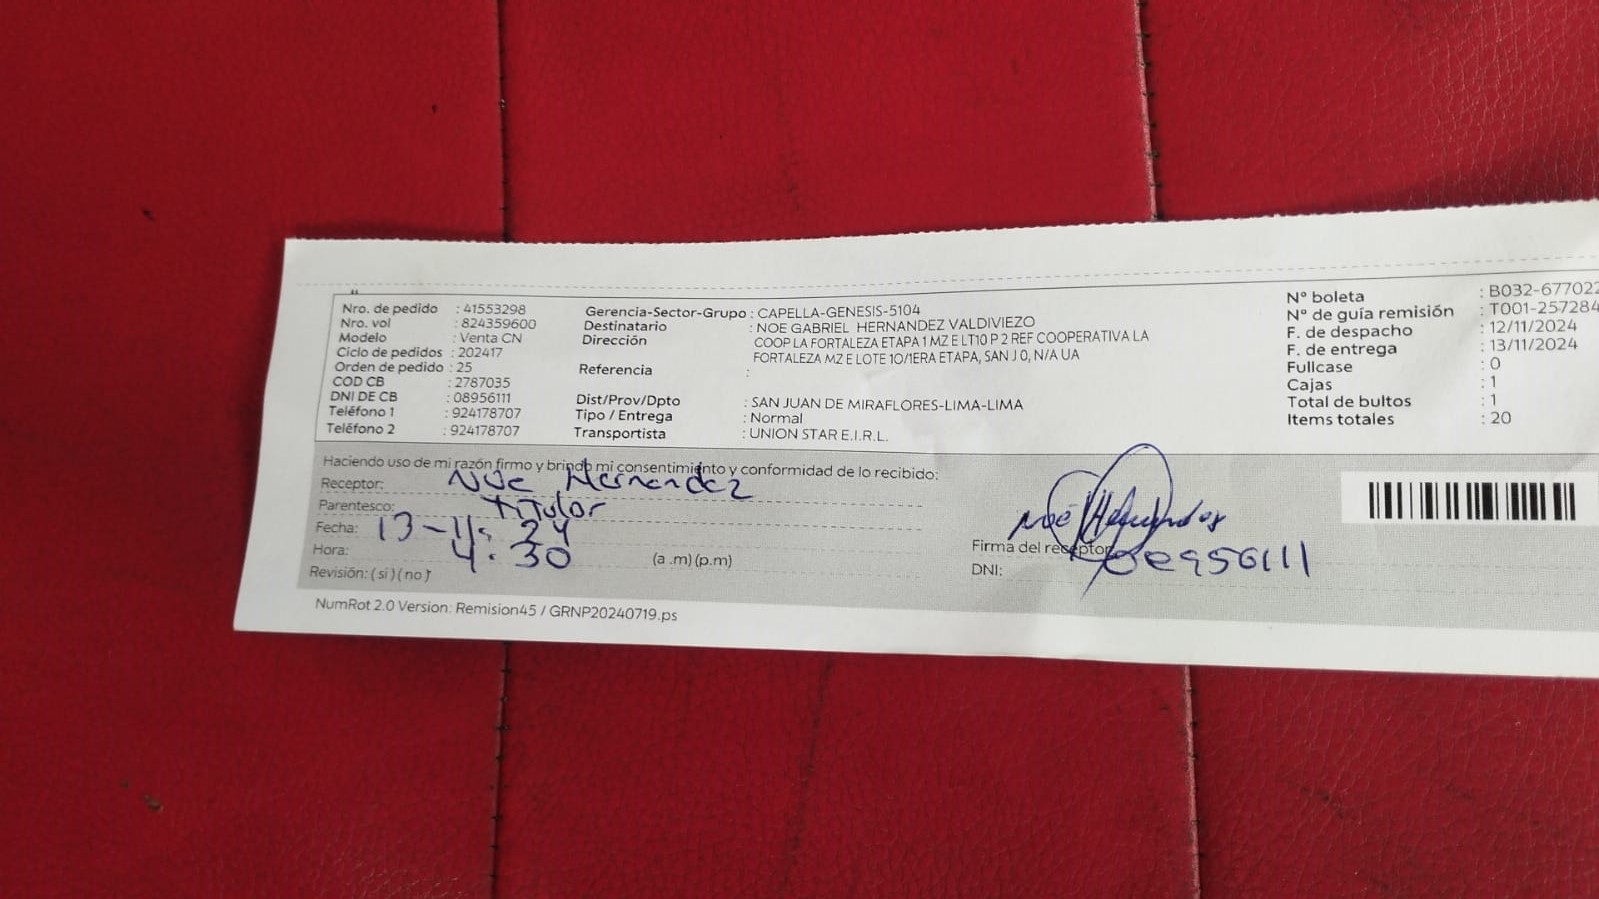 Nro. de pedido : 41553298
Nro. vol : 824359600
Modelo : Venta CN
Ciclo de pedidos : 202417
Orden de pedido : 25
COD CB : 2787035
DNI DE CB : 08956111
Teléfono 1 : 924178707
Teléfono 2 : 924178707
Gerencia-Sector-Grupo : CAPELLA-GENESIS-5104
Destinatario : NOE GABRIEL HERNANDEZ VALDIVIEZO
Dirección COOP LA FORTALEZA ETAPA 1 MZ E LT10 P 2 REF COOPERATIVA LA
FORTALEZA MZ E LOTE 10/1ERA ETAPA, SAN J 0, N/A UA
Referencia :
Dist/Prov/Dpto : SAN JUAN DE MIRAFLORES-LIMA-LIMA
Tipo / Entrega : Normal
Transportista : UNION STAR E.I.R.L.
N° boleta : B032-677022
N° de guía remisión : T001-257284
F. de despacho : 12/11/2024
F. de entrega : 13/11/2024
Fullcase : 0
Cajas : 1
Total de bultos : 1
Items totales : 20
Haciendo uso de mi razón firmo y brindo mi consentimiento y conformidad de lo recibido:
Receptor: Noe Hernandez
Parentesco: Titular
Fecha: 13-11-24
Hora: 4:30 (a .m) (p.m)
Revisión: ( si ) ( no )
Noé Hernandez
Firma del receptor
DNI: 08956111
NumRot 2.0 Version: Remision45 / GRNP20240719.ps